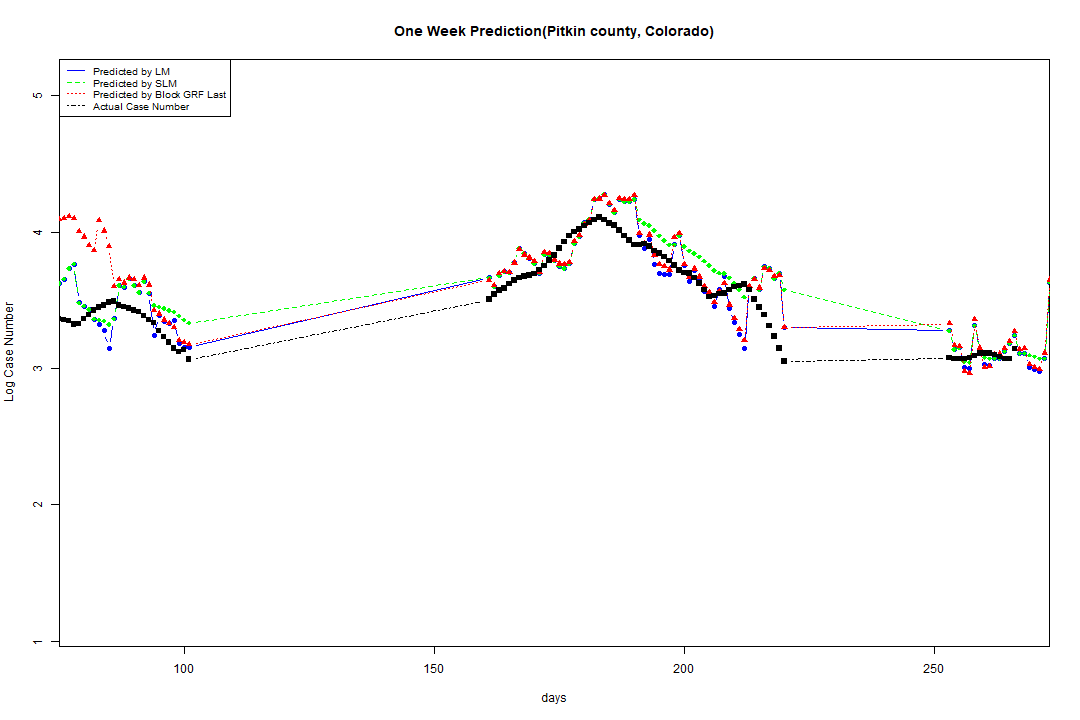 One Week Prediction(Pitkin county, Colorado)
Predicted by LM
Predicted by SLM
Predicted by Block GRF Last
Actual Case Number
5
4
3
2
1
Log Case Number
100
150
200
250
days